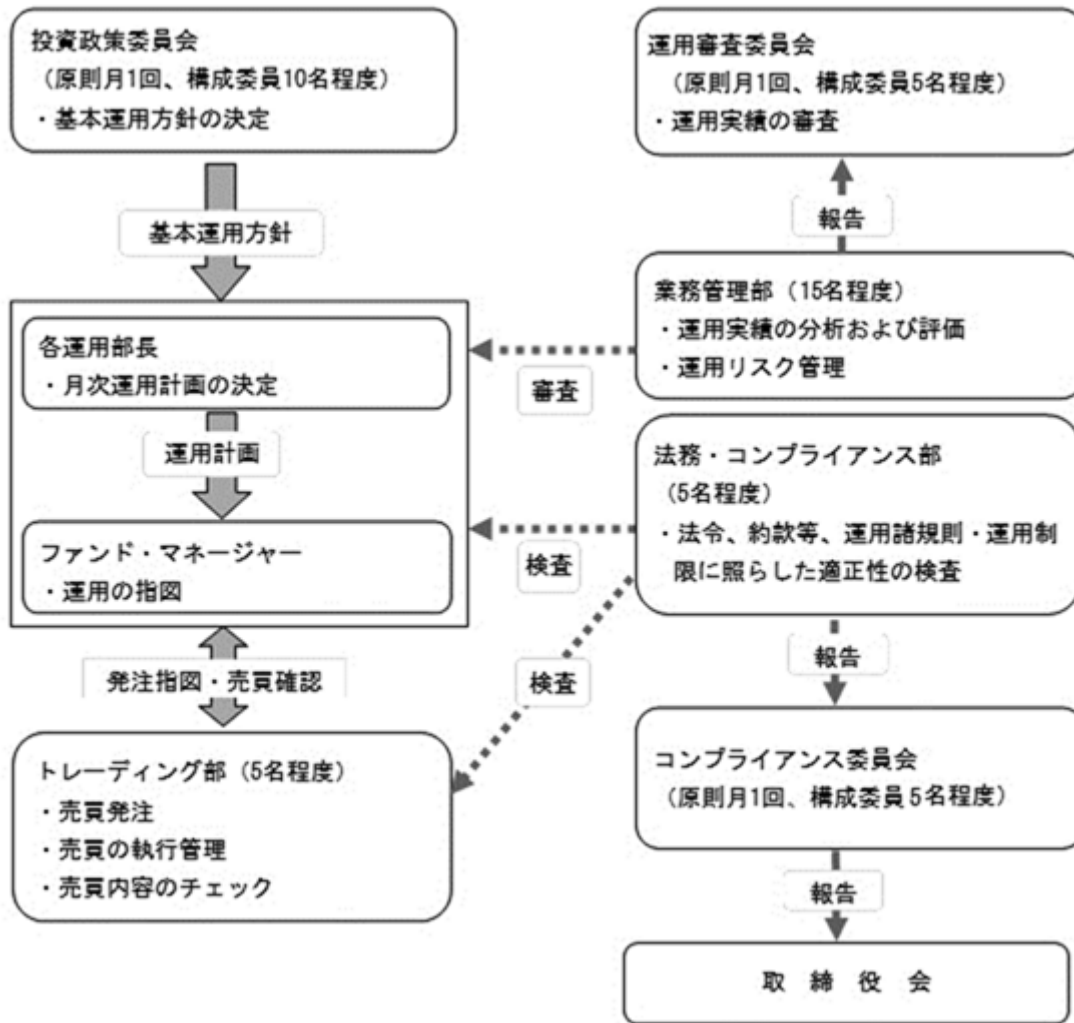 投資政策委員会
（原則月1回、構成委員10名程度）
・基本運用方針の決定
基本運用方針
各運用部長
・月次運用計画の決定
運用計画
ファンド・マネージャー
・運用の指図
発注指図・売買確認
トレーディング部（5名程度）
・売買発注
・売買の執行管理
・売買内容のチェック
運用審査委員会
（原則月1回、構成委員5名程度）
・運用実績の審査
報告
業務管理部（15名程度）
・運用実績の分析および評価
・運用リスク管理
審査
法務・コンプライアンス部
（5名程度）
・法令、約款等、運用諸規則・運用制
限に照らした適正性の検査
検査
検査
報告
コンプライアンス委員会
（原則月1回、構成委員5名程度）
報告
取　締　役　会